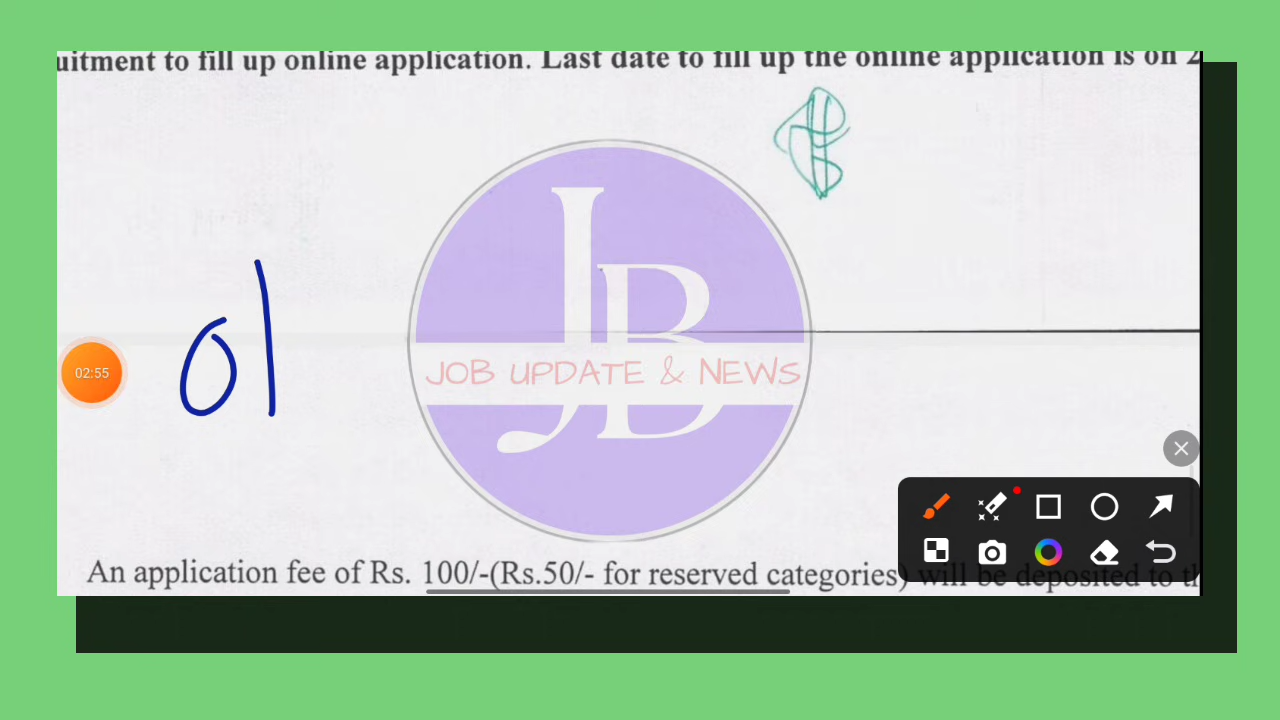 uitment to fill up online application. Last date to fill up the online application is on 2
JB
JOB UPDATE & NEWS
01
02:55
An application fee of Rs. 100/-(Rs.50/- for reserved categories) will be deposited to th